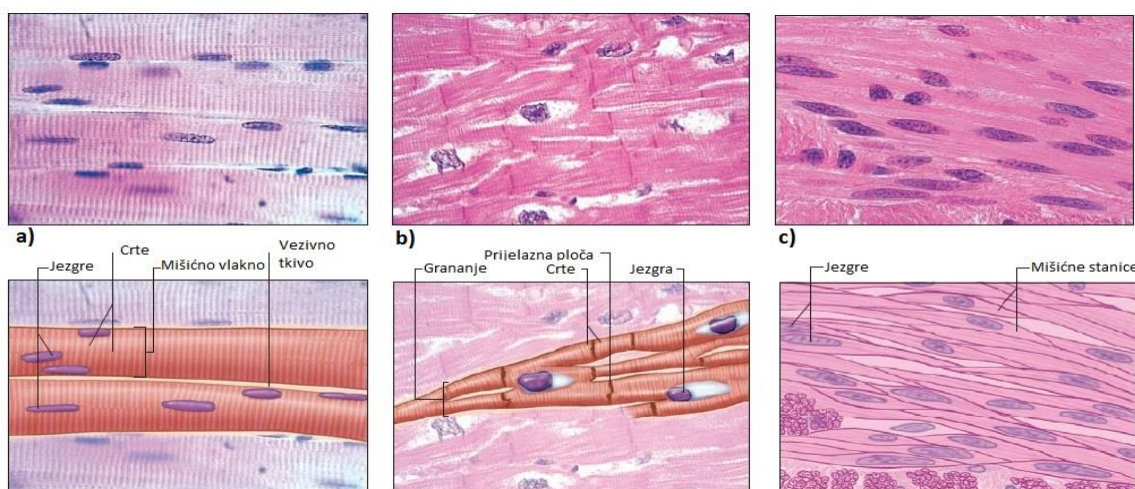 a)
Jezgre
Crte
Mišićno vlakno
Vezivno
tkivo
b)
Grananje
Prijelazna ploča
Crte
Jezgra
c)
Jezgre
Mišićne stanice